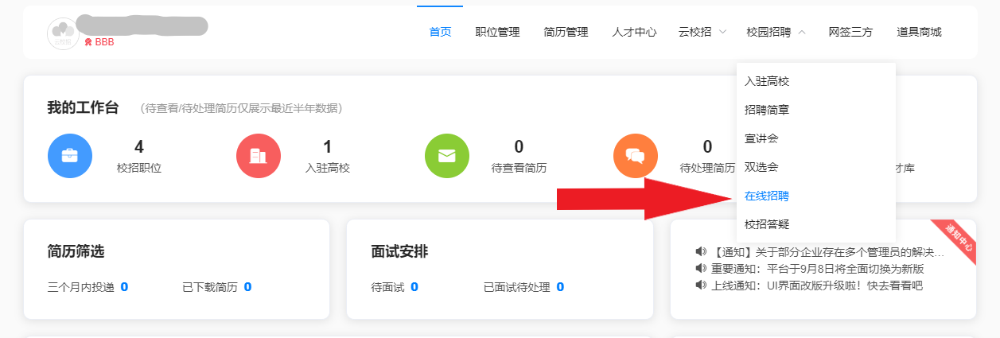 云校招
BBB
首页 职位管理 简历管理 人才中心 云校招 校园招聘 网签三方 道具商城
入驻高校
招聘简章
宣讲会
双选会
在线招聘
校招答疑
我的工作台 (待查看/待处理简历仅展示最近半年数据)
4 1 0 0
校招职位 入驻高校 待查看简历 待处理简历 才库
简历筛选
三个月内投递 0 已下载简历 0
面试安排
待面试 0 已面试待处理 0
通知中心
【通知】关于部分企业存在多个管理员的解决...
重要通知：平台于9月8日将全面切换为新版
上线通知：UI界面改版升级啦！快去看看吧